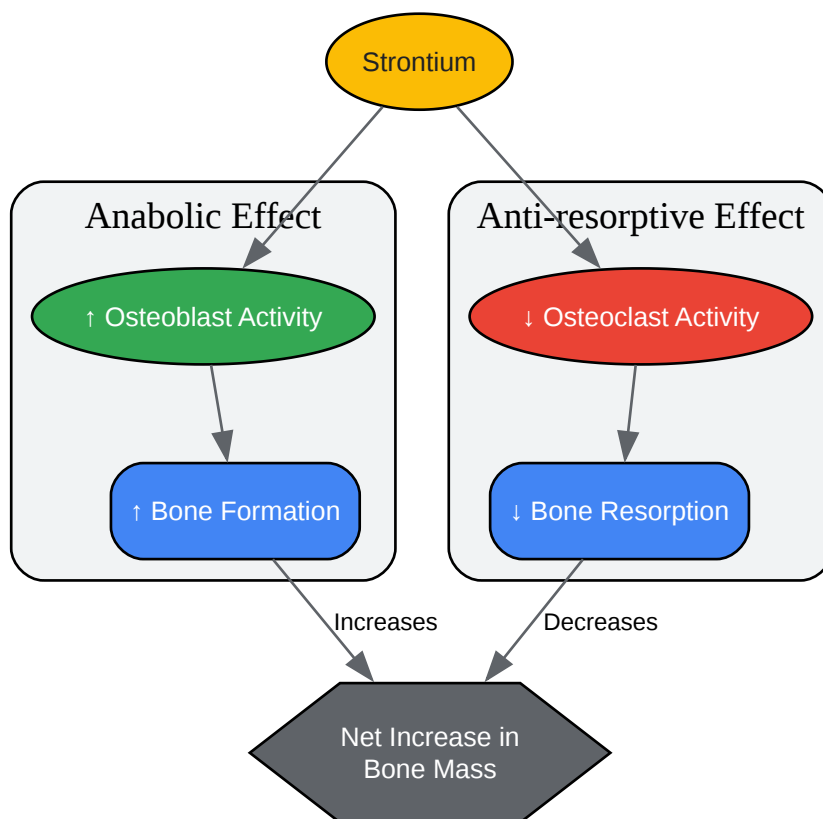 Strontium
Anabolic Effect
Anti-resorptive Effect
↑ Osteoblast Activity
↓ Osteoclast Activity
↑ Bone Formation
↓ Bone Resorption
Increases
Decreases
Net Increase in
Bone Mass